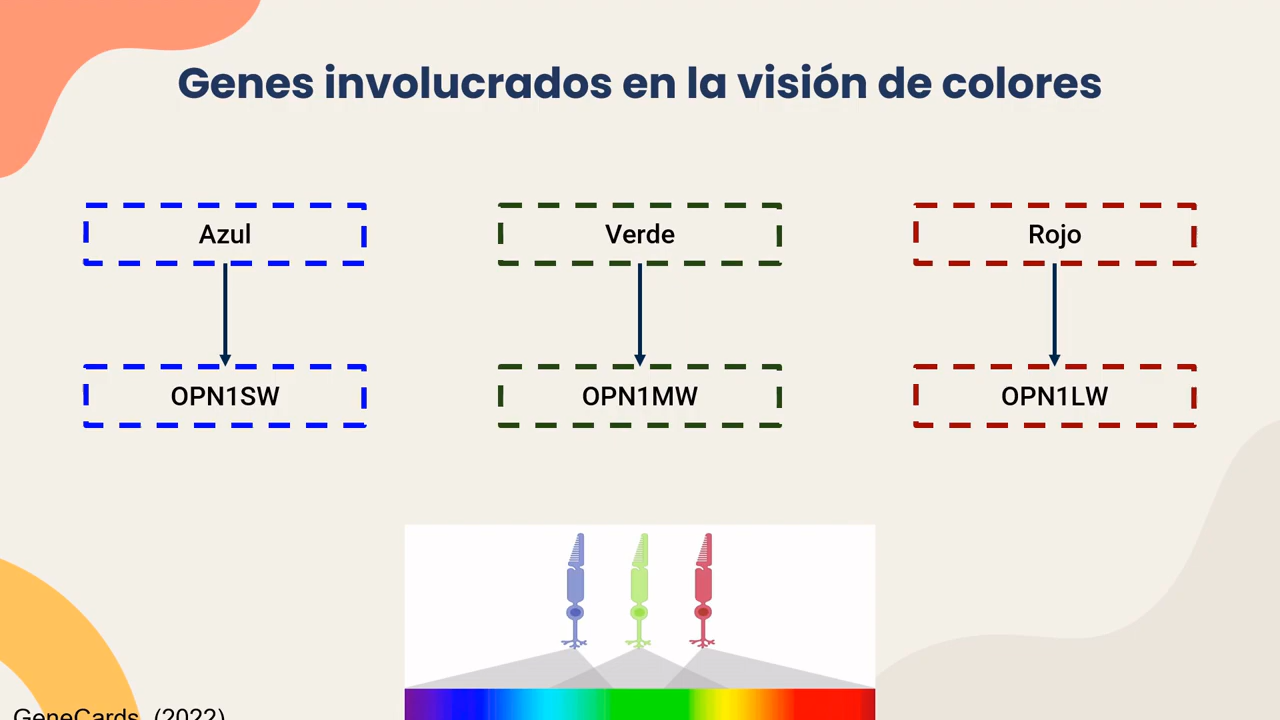 Genes involucrados en la visión de colores
Azul
Verde
Rojo
OPN1SW
OPN1MW
OPN1LW
GeneCards. (2022)